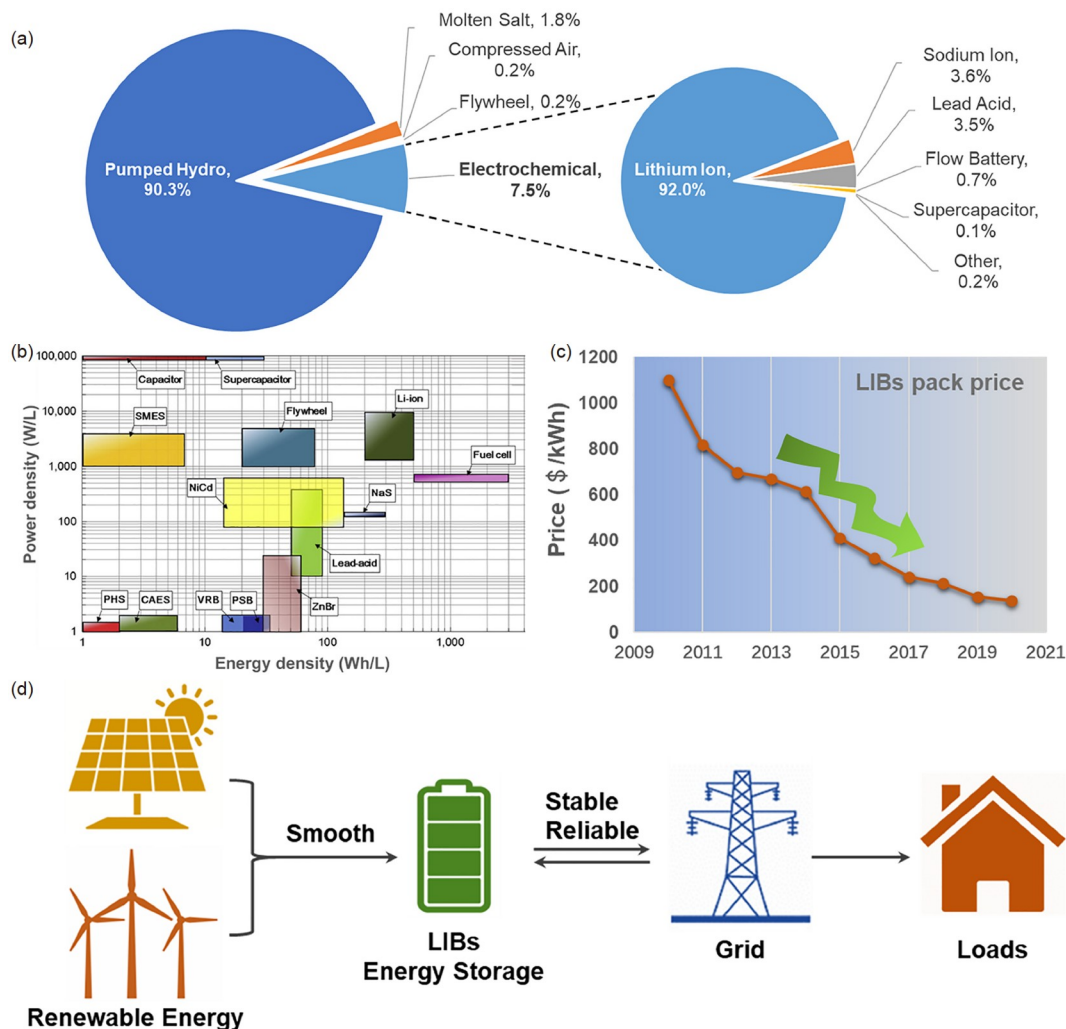 (a)
Molten Salt, 1.8%
Compressed Air,
0.2%
Flywheel, 0.2%
Pumped Hydro,
90.3%
Electrochemical,
7.5%
Sodium Ion,
3.6%
Lead Acid,
3.5%
Lithium Ion,
92.0%
Flow Battery,
0.7%
Supercapacitor,
0.1%
Other,
0.2%
(b)
Power density (W/L)
100,000
10,000
1,000
100
10
1
Capacitor
Supercapacitor
SMES
Flywheel
Li-ion
Fuel cell
NiCd
NaS
Lead-acid
PHS
CAES
VRB
PSB
ZnBr
1
10
100
1,000
Energy density (Wh/L)
(c)
LIBs pack price
Price ( $ /kWh)
1200
1000
800
600
400
200
0
2009
2011
2013
2015
2017
2019
2021
(d)
Smooth
Stable
Reliable
LIBs
Energy Storage
Grid
Loads
Renewable Energy